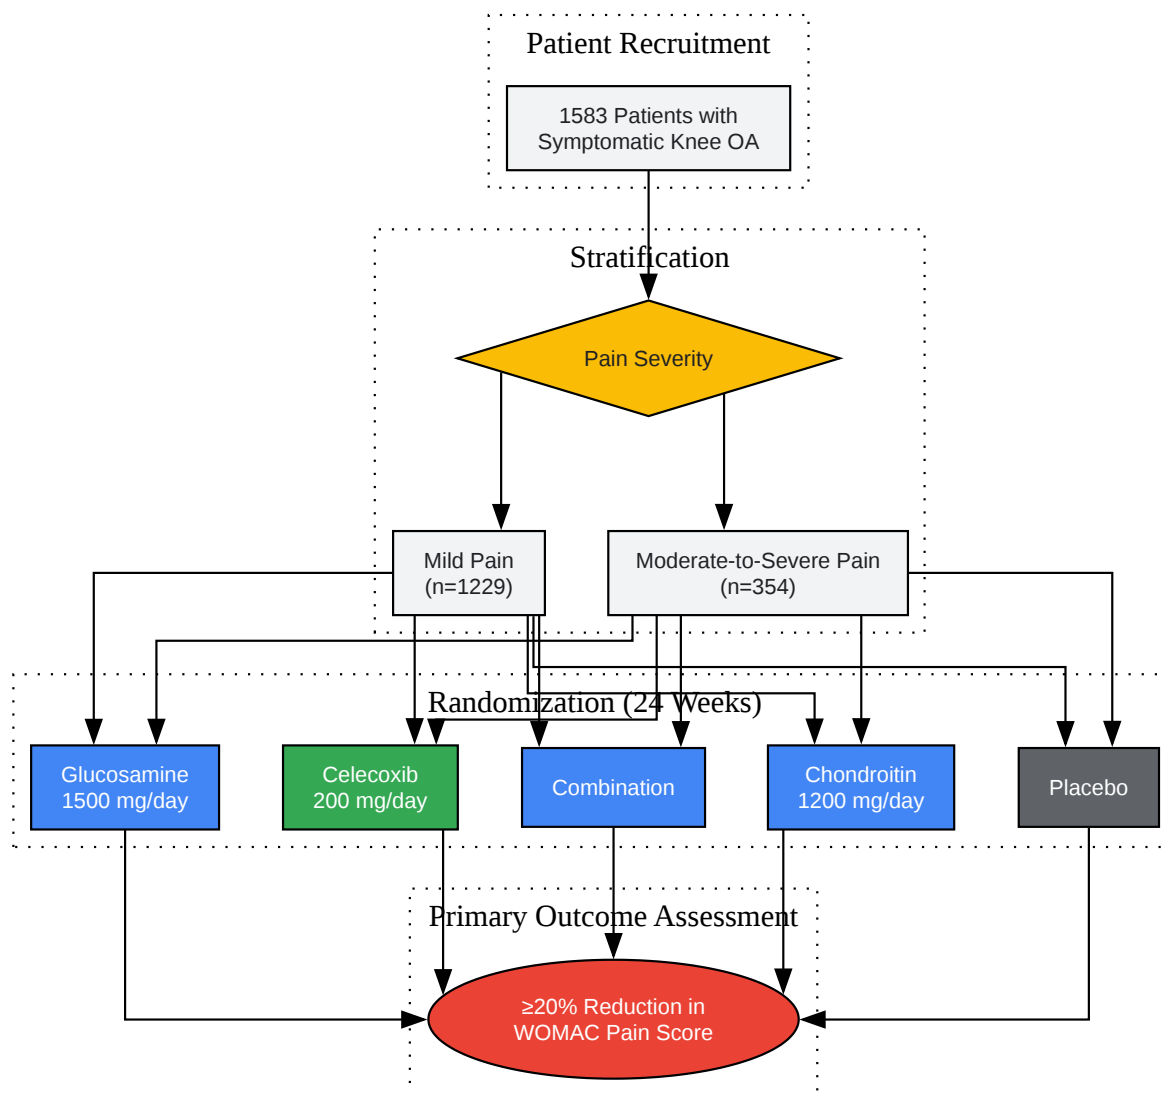 Patient Recruitment
1583 Patients with
Symptomatic Knee OA
Stratification
Pain Severity
Mild Pain
(n=1229)
Moderate-to-Severe Pain
(n=354)
Randomization (24 Weeks)
Glucosamine
1500 mg/day
Celecoxib
200 mg/day
Combination
Chondroitin
1200 mg/day
Placebo
Primary Outcome Assessment
≥20% Reduction in
WOMAC Pain Score